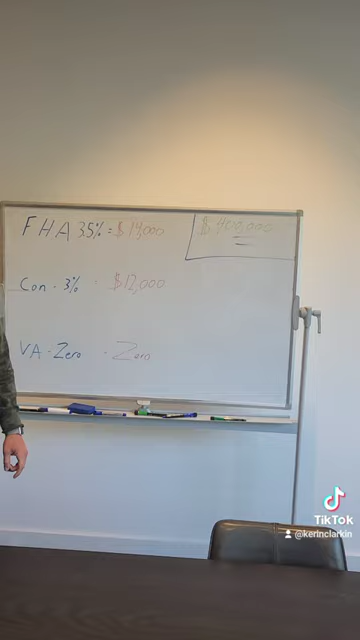 FHA 3.5% = $14,000
$400,000
Con - 3% - $12,000
VA - Zero - Zero
TikTok
@kerinclarkin